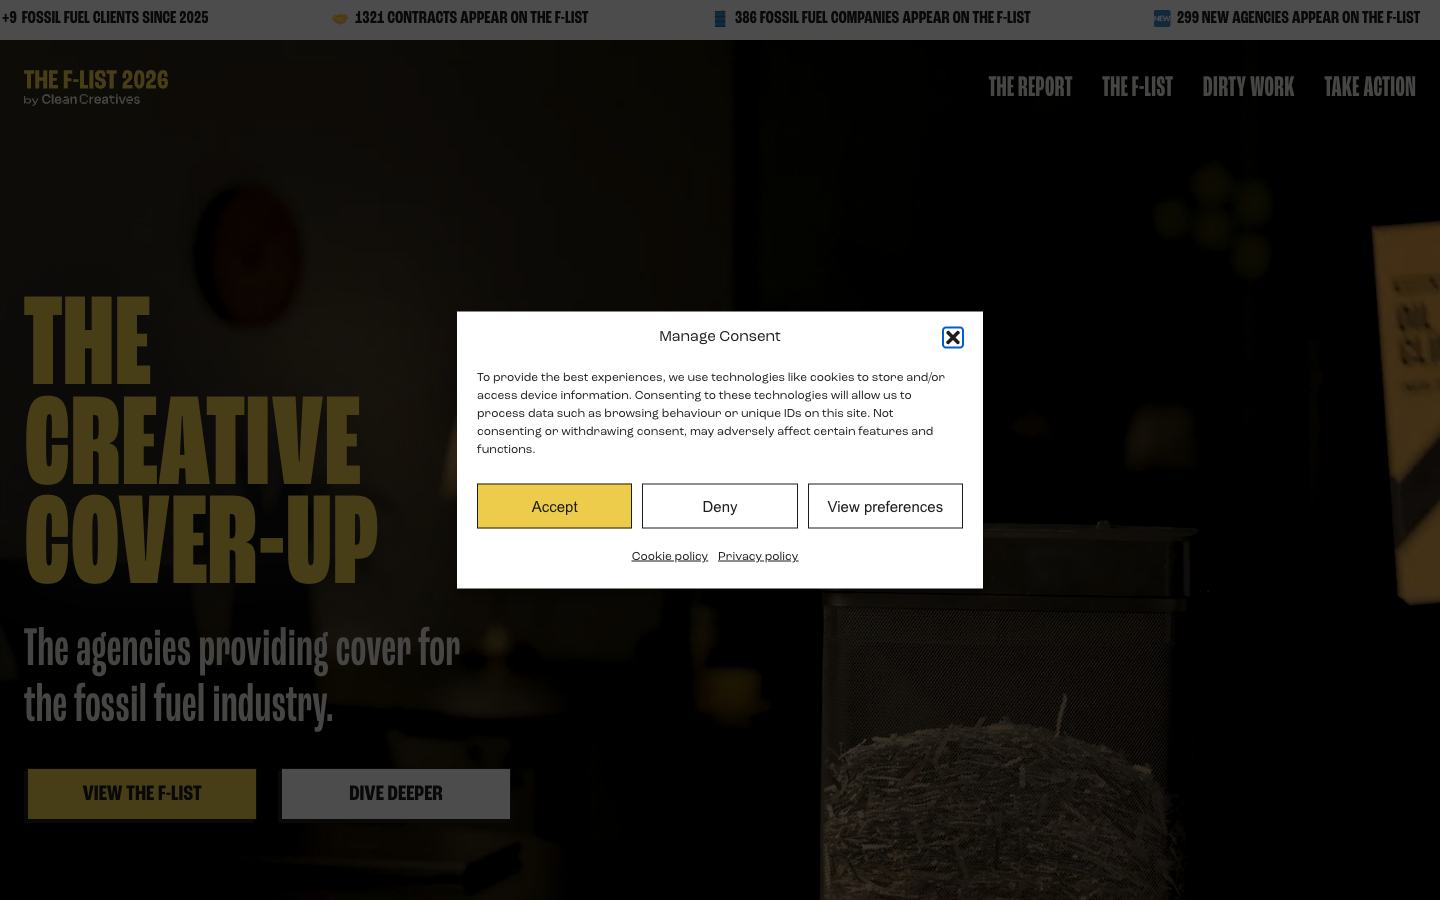 +9 FOSSIL FUEL CLIENTS SINCE 2025
1321 CONTRACTS APPEAR ON THE F-LIST
386 FOSSIL FUEL COMPANIES APPEAR ON THE F-LIST
NEW 299 NEW AGENCIES APPEAR ON THE F-LIST
THE F-LIST 2026
by Clean Creatives
THE REPORT
THE F-LIST
DIRTY WORK
TAKE ACTION
THE
CREATIVE
COVER-UP
The agencies providing cover for
the fossil fuel industry.
VIEW THE F-LIST
DIVE DEEPER
Manage Consent
To provide the best experiences, we use technologies like cookies to store and/or
access device information. Consenting to these technologies will allow us to
process data such as browsing behaviour or unique IDs on this site. Not
consenting or withdrawing consent, may adversely affect certain features and
functions.
Accept
Deny
View preferences
Cookie policy
Privacy policy